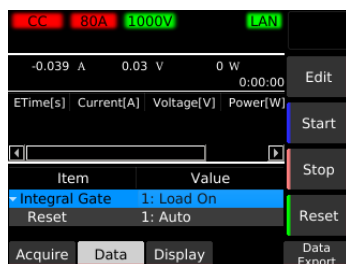 CC 80A 1000V LAN
-0.039 A 0.03 V 0 W
0:00:00
Edit
ETime[s] Current[A] Voltage[V] Power[W]
Start
Stop
Item Value
Integral Gate 1: Load On
Reset 1: Auto
Reset
Acquire Data Display
Data
Export